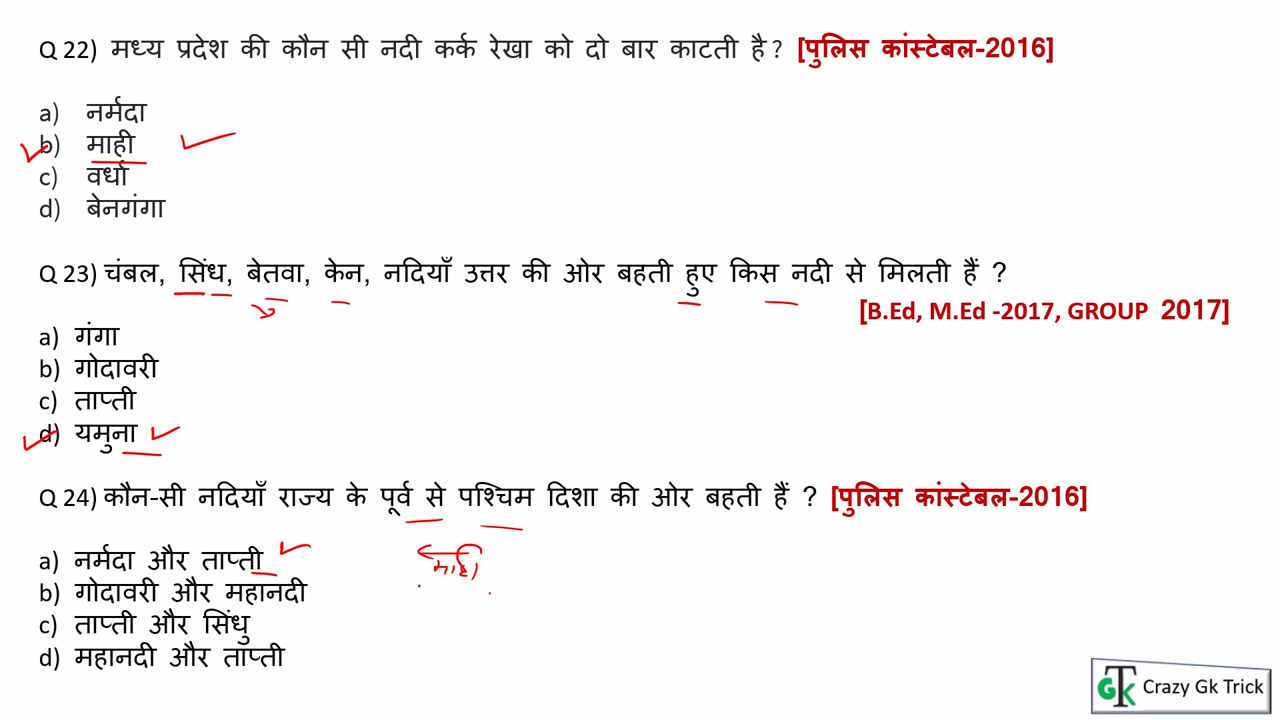 Q 22) मध्य प्रदेश की कौन सी नदी कर्क रेखा को दो बार काटती है ? [पुलिस कांस्टेबल-2016]
a) नर्मदा
b) माही
c) वर्धा
d) बेनगंगा
Q 23) चंबल, सिंध, बेतवा, केन, नदियाँ उत्तर की ओर बहती हुए किस नदी से मिलती हैं ?
[B.Ed, M.Ed -2017, GROUP 2017]
a) गंगा
b) गोदावरी
c) ताप्ती
d) यमुना
Q 24) कौन-सी नदियाँ राज्य के पूर्व से पश्चिम दिशा की ओर बहती हैं ? [पुलिस कांस्टेबल-2016]
a) नर्मदा और ताप्ती
माही
b) गोदावरी और महानदी
c) ताप्ती और सिंधु
d) महानदी और ताप्ती
GTK Crazy Gk Trick